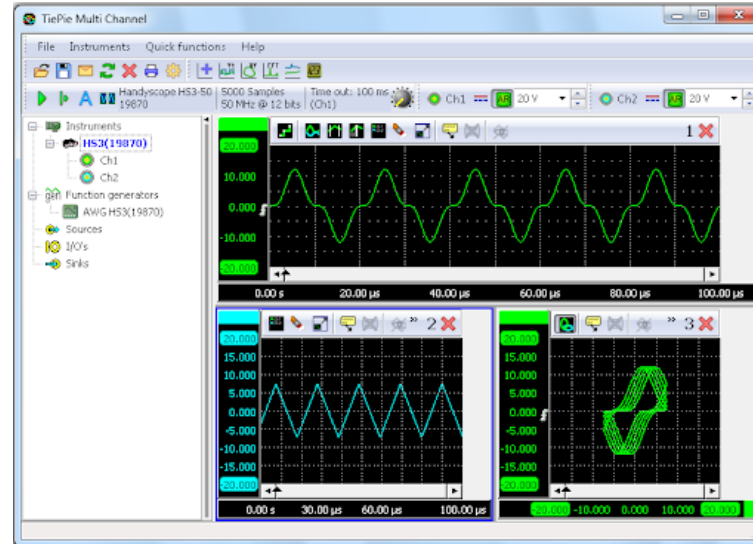 TiePie Multi Channel
File Instruments Quick functions Help
Handyscope HS3-50 5000 Samples Time out: 100 ms
19870 50 MHz @ 12 bits (Ch1)
Ch1 AR 20 V Ch2 AR 20 V
Instruments
HS3(19870)
Ch1
Ch2
Function generators
AWG HS3(19870)
Sources
I/O's
Sinks
1
20.000
10.000
0.000
-10.000
-20.000
0.00 s 20.00 µs 40.00 µs 60.00 µs 80.00 µs 100.00 µs
2
20.000
15.000
10.000
5.000
0.000
-5.000
-10.000
-15.000
-20.000
0.00 s 30.00 µs 60.00 µs 100.00 µs
3
20.000
15.000
10.000
5.000
0.000
-5.000
-10.000
-15.000
-20.000
-20.000 -10.000 0.000 10.000 20.000